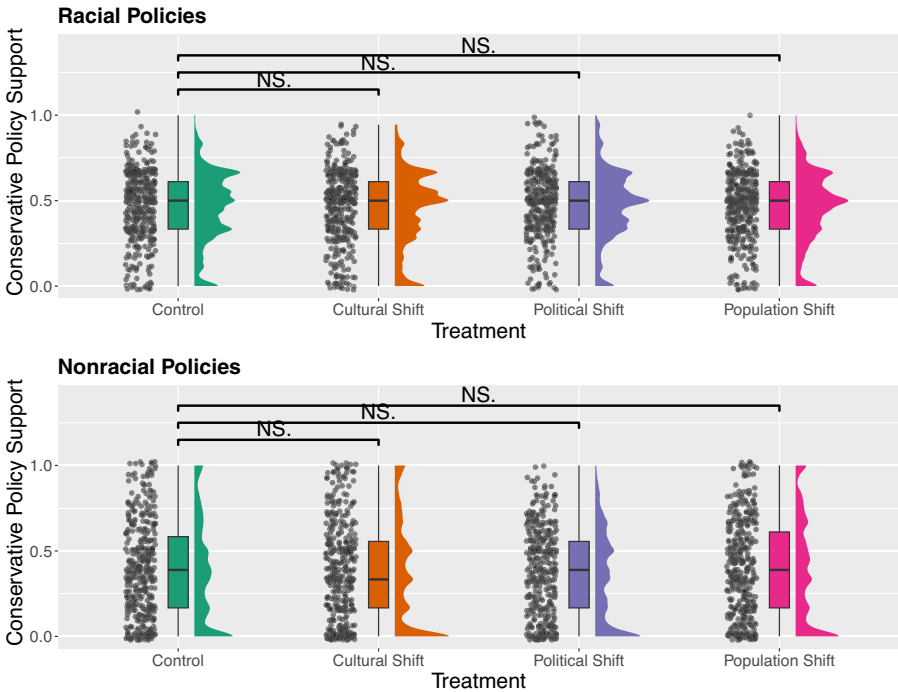 Racial Policies
NS.
NS.
NS.
Conservative Policy Support
1.0
0.5
0.0
Control Cultural Shift Political Shift Population Shift
Treatment
Nonracial Policies
NS.
NS.
NS.
Conservative Policy Support
1.0
0.5
0.0
Control Cultural Shift Political Shift Population Shift
Treatment